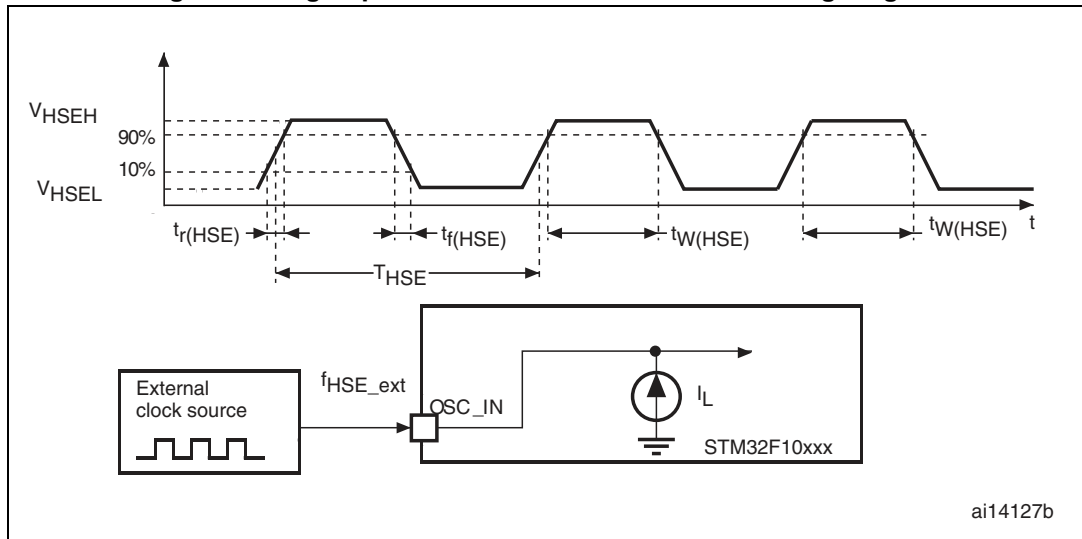 VHSEH
90%
10%
VHSEL
tr(HSE)
tf(HSE)
tW(HSE)
tW(HSE)
t
THSE
External
clock source
fHSE_ext
OSC_IN
IL
STM32F10xxx
ai14127b